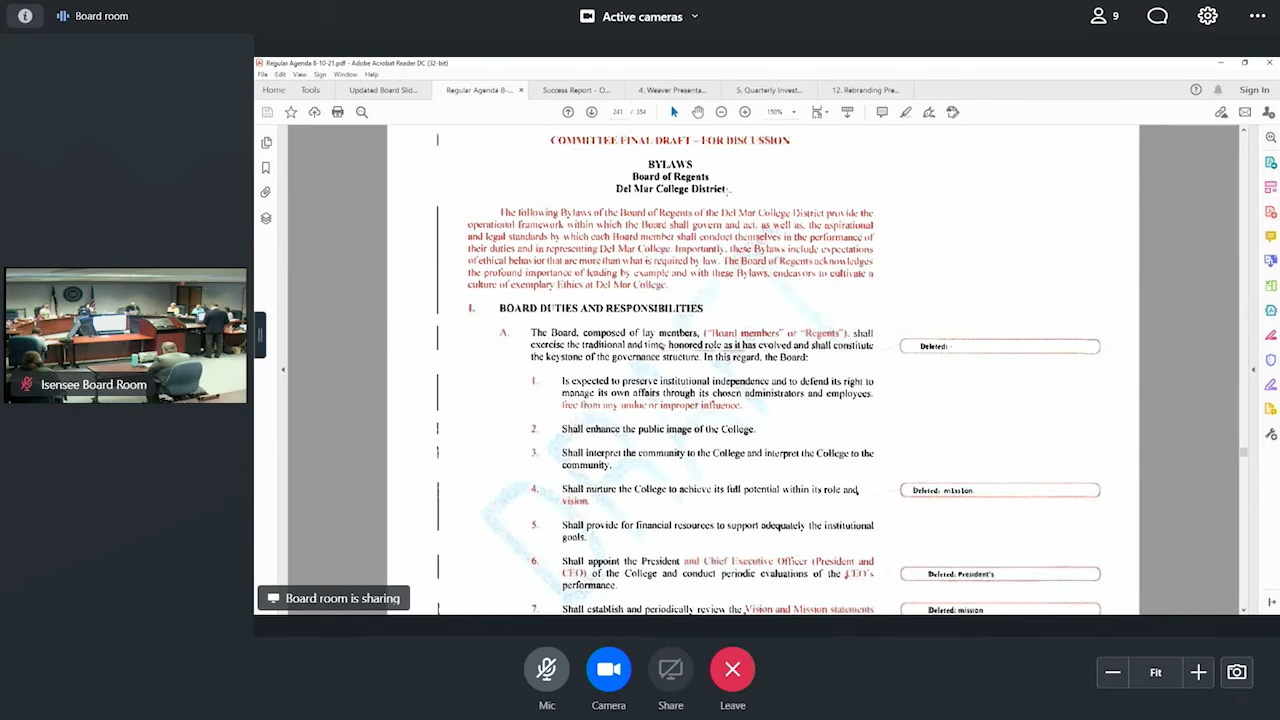 Board room
Active cameras
9
Regular Agenda 8-10-21.pdf - Adobe Acrobat Reader DC (32-bit)
File Edit View Sign Window Help
Home Tools Updated Board Slid... Regular Agenda 8-... × Success Report - O... 4. Weaver Presenta... 5. Quarterly Invest... 12. Rebranding Pre... Sign In
241 / 354 150%
COMMITTEE FINAL DRAFT – FOR DISCUSSION
BYLAWS
Board of Regents
Del Mar College District
The following Bylaws of the Board of Regents of the Del Mar College District provide the
operational framework within which the Board shall govern and act, as well as, the aspirational
and legal standards by which each Board member shall conduct themselves in the performance of
their duties and in representing Del Mar College. Importantly, these Bylaws include expectations
of ethical behavior that are more than what is required by law. The Board of Regents acknowledges
the profound importance of leading by example and with these Bylaws, endeavors to cultivate a
culture of exemplary Ethics at Del Mar College.
I. BOARD DUTIES AND RESPONSIBILITIES
A. The Board, composed of lay members, ("Board members" or "Regents"), shall
exercise the traditional and time honored role as it has evolved and shall constitute
the keystone of the governance structure. In this regard, the Board:
Deleted: -
1. Is expected to preserve institutional independence and to defend its right to
manage its own affairs through its chosen administrators and employees,
free from any undue or improper influence.
2. Shall enhance the public image of the College.
3. Shall interpret the community to the College and interpret the College to the
community.
4. Shall nurture the College to achieve its full potential within its role and
vision.
Deleted: mission.
5. Shall provide for financial resources to support adequately the institutional
goals.
6. Shall appoint the President and Chief Executive Officer (President and
CEO) of the College and conduct periodic evaluations of the CEO's
performance.
Deleted: President's
7. Shall establish and periodically review the Vision and Mission statements
Deleted: mission
Isensee Board Room
Board room is sharing
Mic Camera Share Leave
Fit